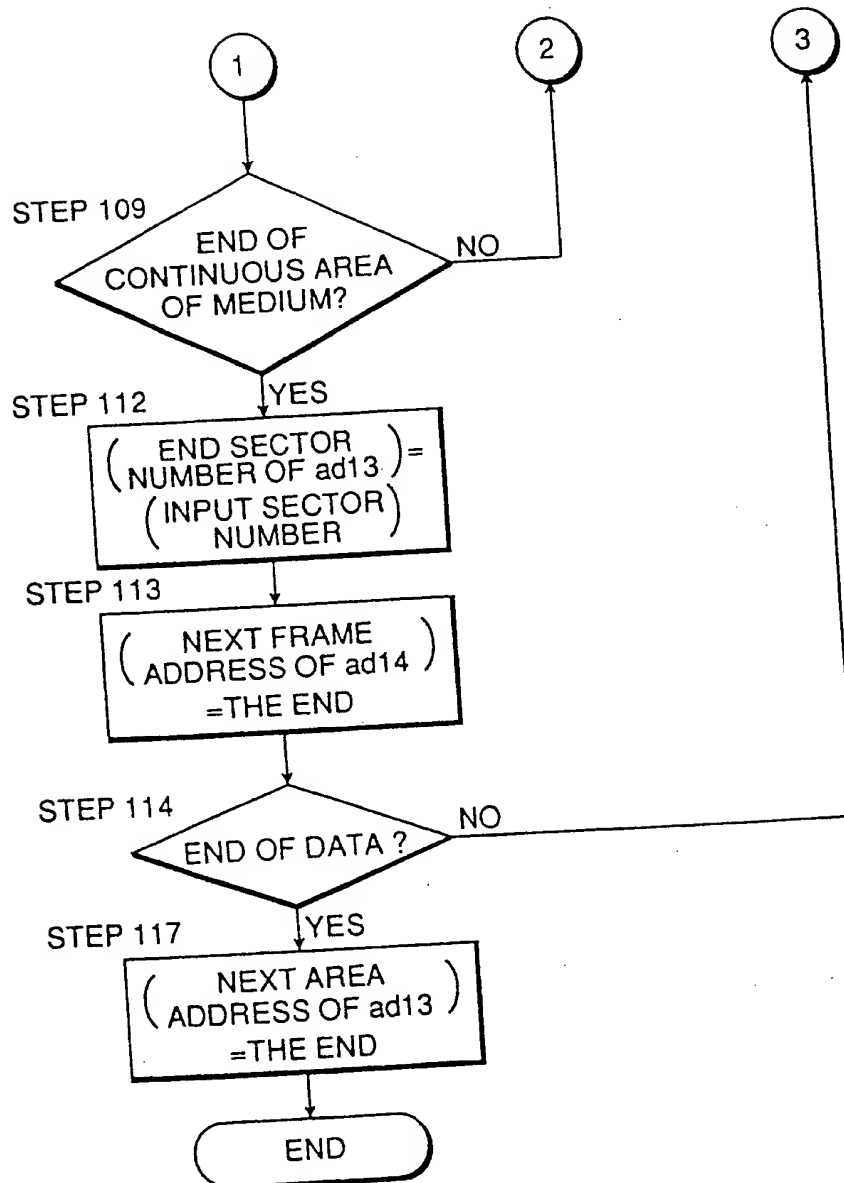 1
2
3
STEP 109
END OF
CONTINUOUS AREA
OF MEDIUM?
NO
YES
STEP 112
( END SECTOR
NUMBER OF ad13 ) =
( INPUT SECTOR
NUMBER )
STEP 113
( NEXT FRAME
ADDRESS OF ad14 )
=THE END
STEP 114
END OF DATA ?
NO
YES
STEP 117
( NEXT AREA
ADDRESS OF ad13 )
=THE END
END